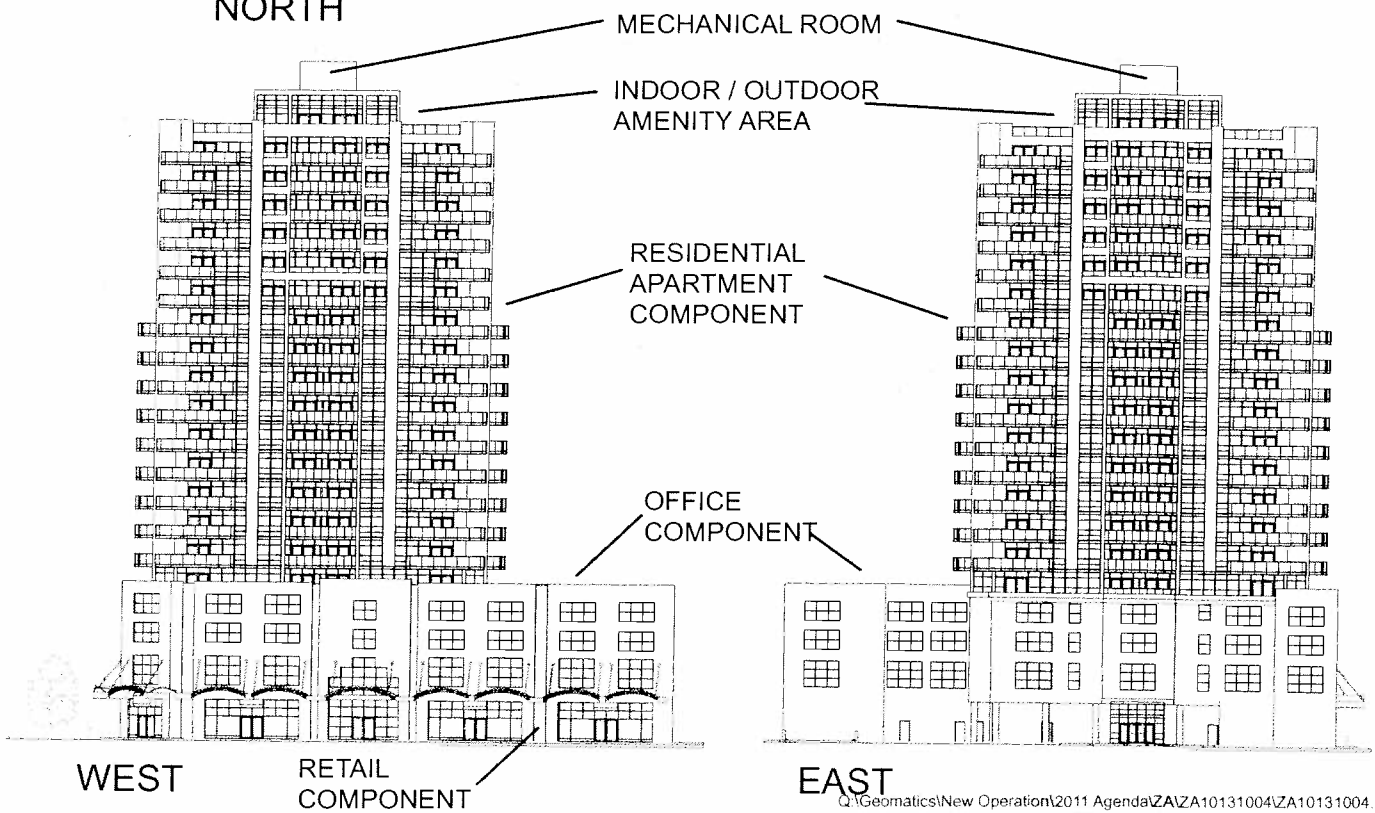 NORTH
MECHANICAL ROOM
INDOOR / OUTDOOR
AMENITY AREA
RESIDENTIAL
APARTMENT
COMPONENT
OFFICE
COMPONENT
WEST
RETAIL
COMPONENT
EAST
Q:\Geomatics\New Operation\2011 Agenda\ZA\ZA10131004\ZA10131004.